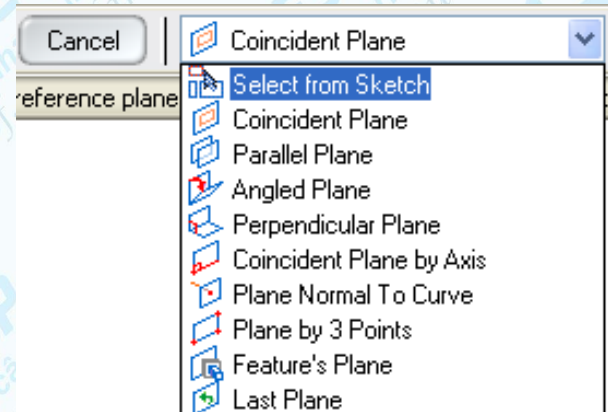 Cancel
Coincident Plane
Select from Sketch
reference plane
Coincident Plane
Parallel Plane
Angled Plane
Perpendicular Plane
Coincident Plane by Axis
Plane Normal To Curve
Plane by 3 Points
Feature's Plane
Last Plane